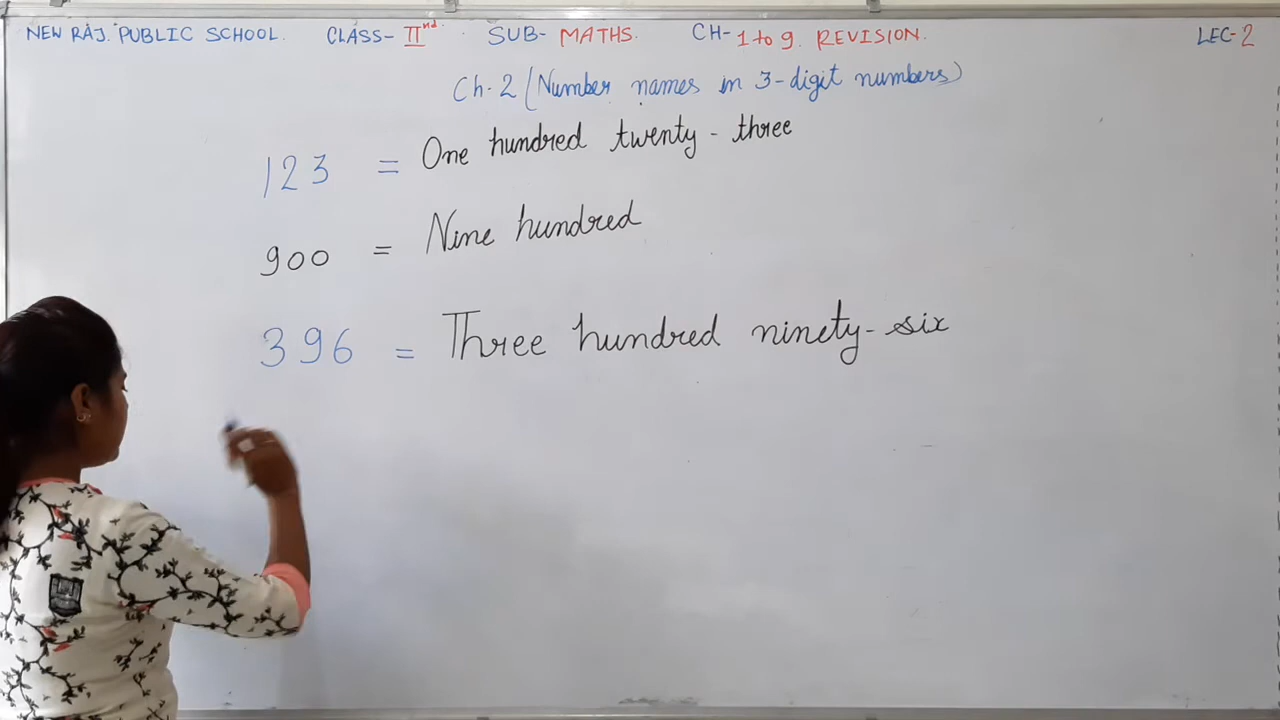 NEW RAJ. PUBLIC SCHOOL. CLASS- IInd. SUB- MATHS. CH- 1 to 9. REVISION. LEC-2
Ch. 2 (Number names in 3-digit numbers)
123 = One hundred twenty-three
900 = Nine hundred
396 = Three hundred ninety-six